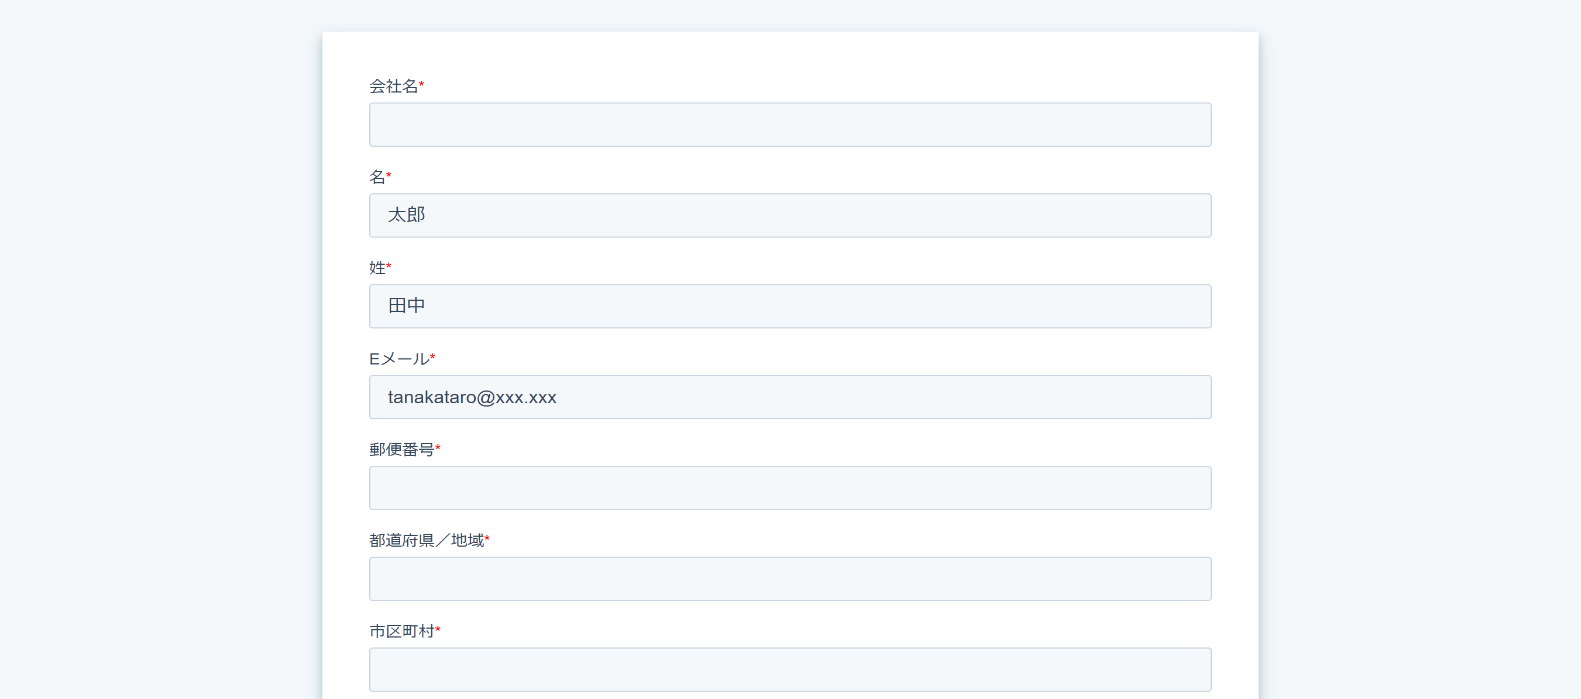 会社名*
名*
太郎
姓*
田中
Eメール*
tanakataro@xxx.xxx
郵便番号*
都道府県／地域*
市区町村*